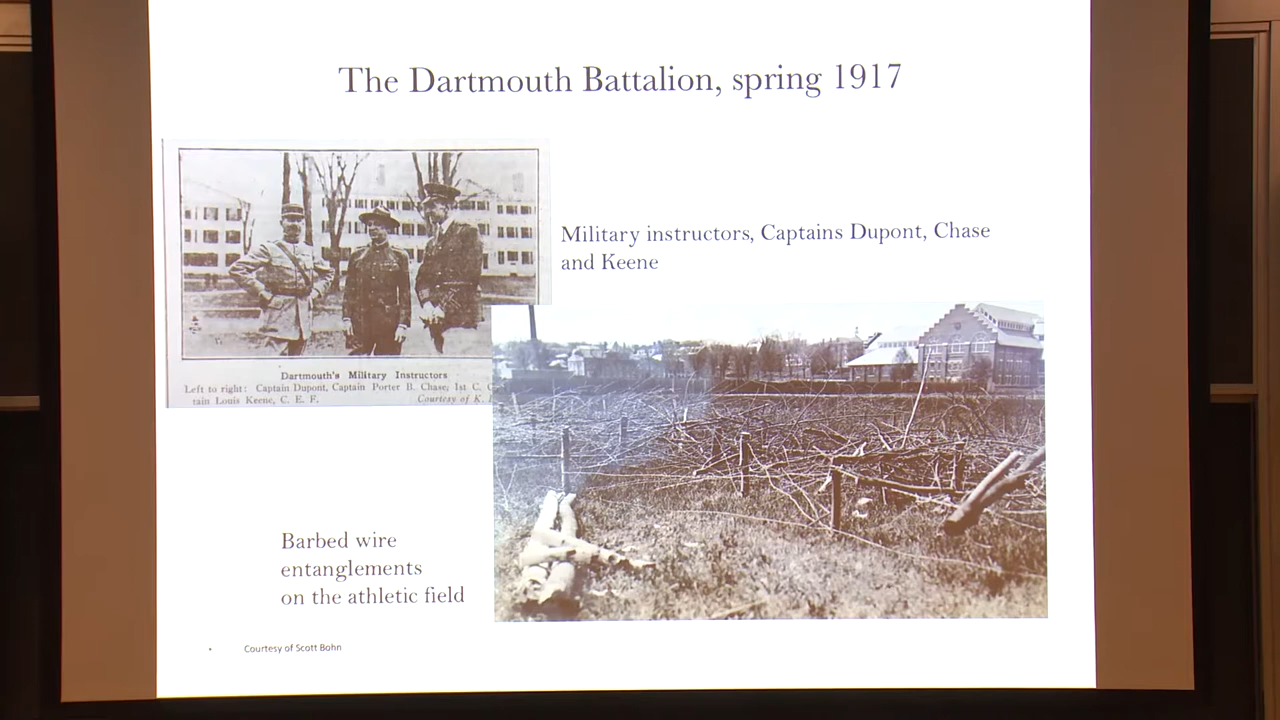 The Dartmouth Battalion, spring 1917
Military instructors, Captains Dupont, Chase
and Keene
Dartmouth's Military Instructors
Left to right: Captain Dupont, Captain Porter B. Chase, 1st C.
tain Louis Keene, C. E. F.
Courtesy of K.
Barbed wire
entanglements
on the athletic field
• Courtesy of Scott Bohn